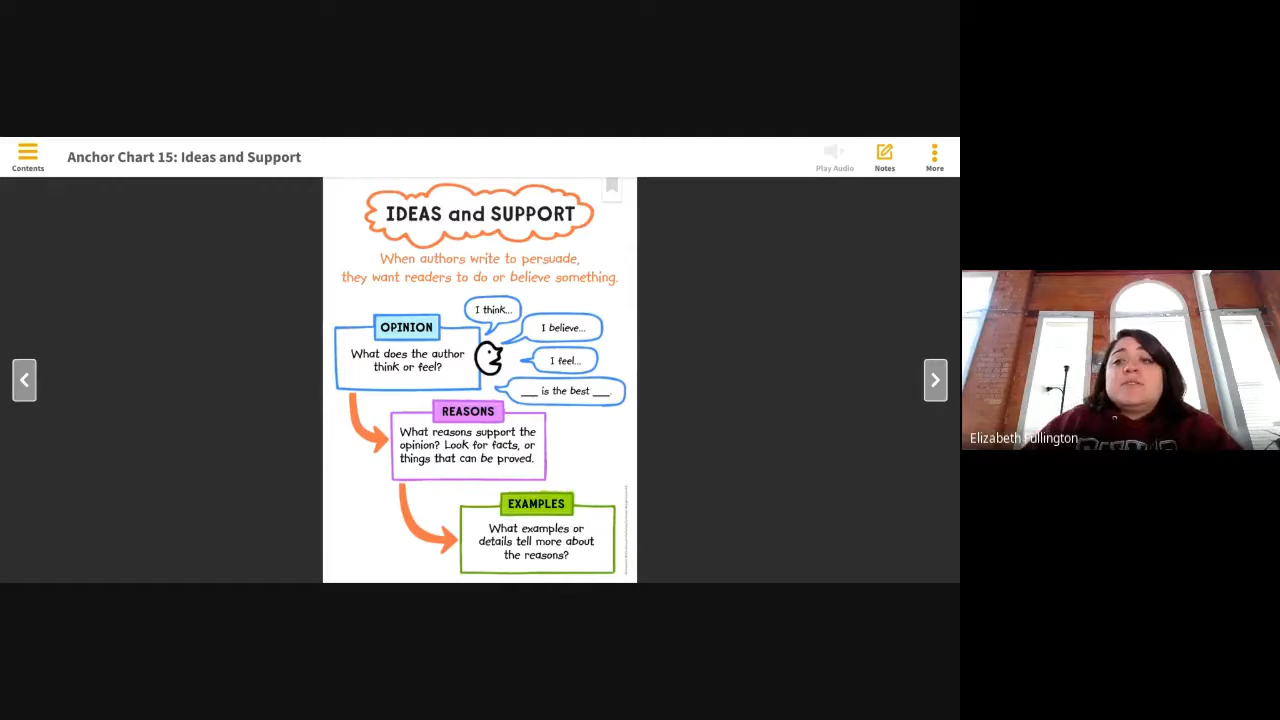 Contents
Anchor Chart 15: Ideas and Support
Play Audio
Notes
More
IDEAS and SUPPORT
When authors write to persuade,
they want readers to do or believe something.
I think...
I believe...
I feel...
___ is the best ___.
OPINION
What does the author
think or feel?
REASONS
What reasons support the
opinion? Look for facts, or
things that can be proved.
EXAMPLES
What examples or
details tell more about
the reasons?
Elizabeth Fullington